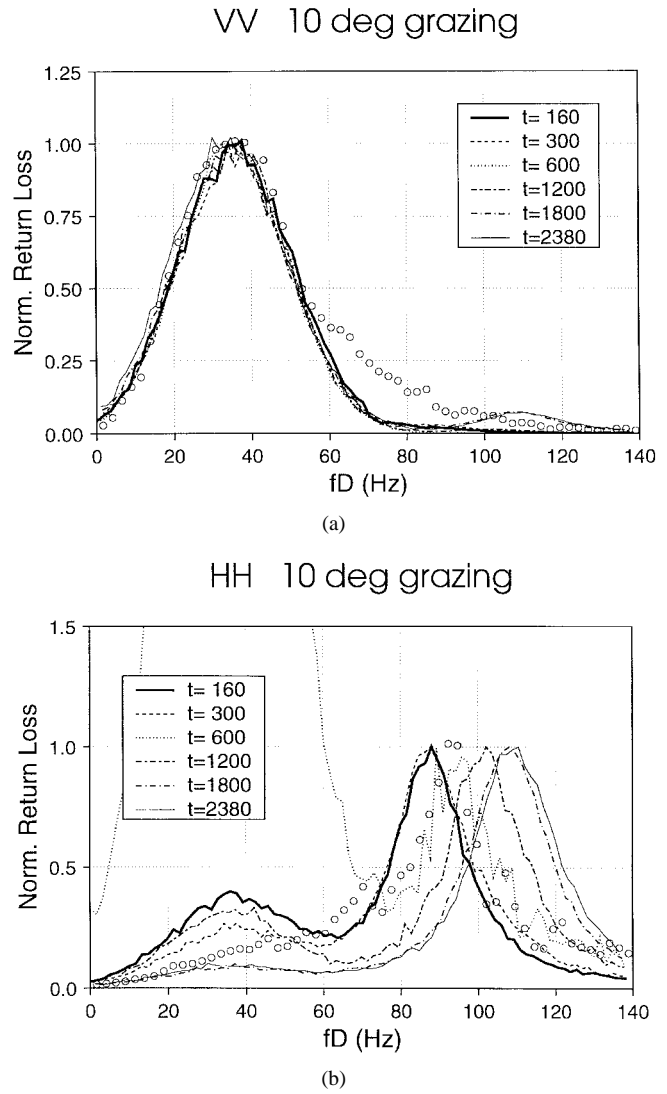 VV 10 deg grazing
1.25
1.00
0.75
0.50
0.25
0.00
Norm. Return Loss
t= 160
t= 300
t= 600
t=1200
t=1800
t=2380
0 20 40 60 80 100 120 140
fD (Hz)
(a)
HH 10 deg grazing
1.5
1.0
0.5
0.0
Norm. Return Loss
t= 160
t= 300
t= 600
t=1200
t=1800
t=2380
0 20 40 60 80 100 120 140
fD (Hz)
(b)